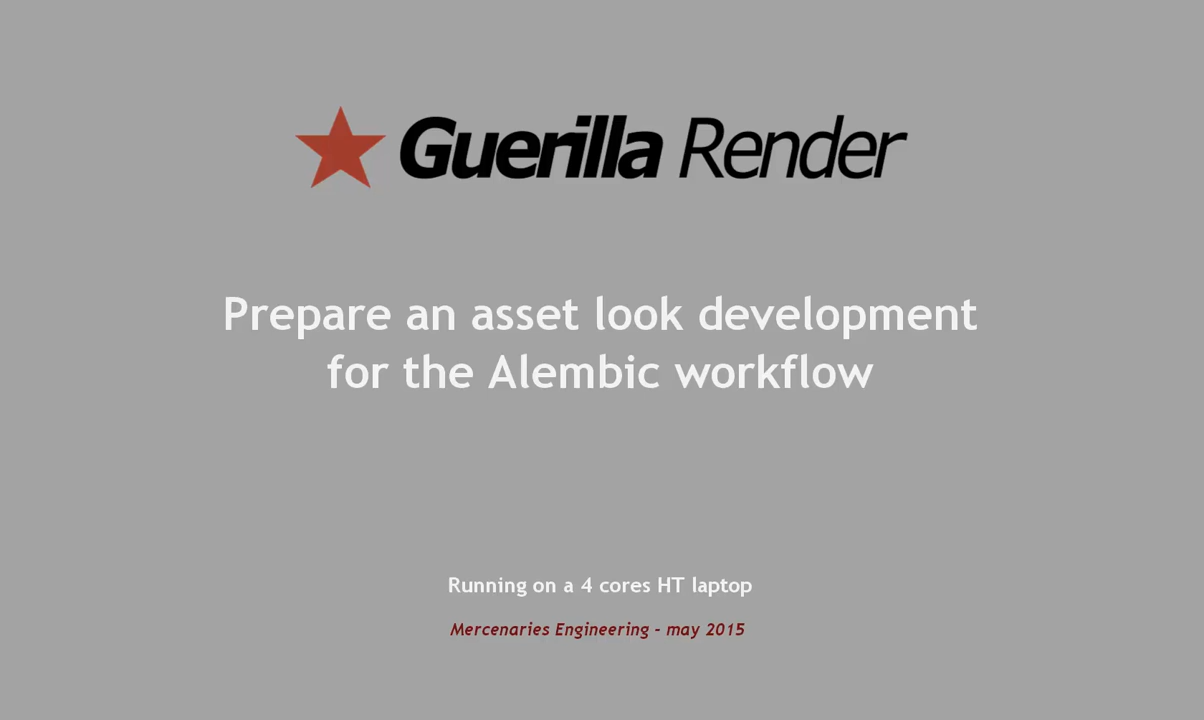 Guerilla Render
Prepare an asset look development
for the Alembic workflow
Running on a 4 cores HT laptop
Mercenaries Engineering - may 2015